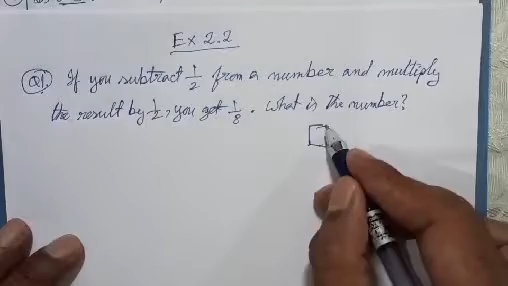 Ex 2.2
Q1. If you subtract 1/2 from a number and multiply
the result by 1/2, you get 1/8. What is the number?